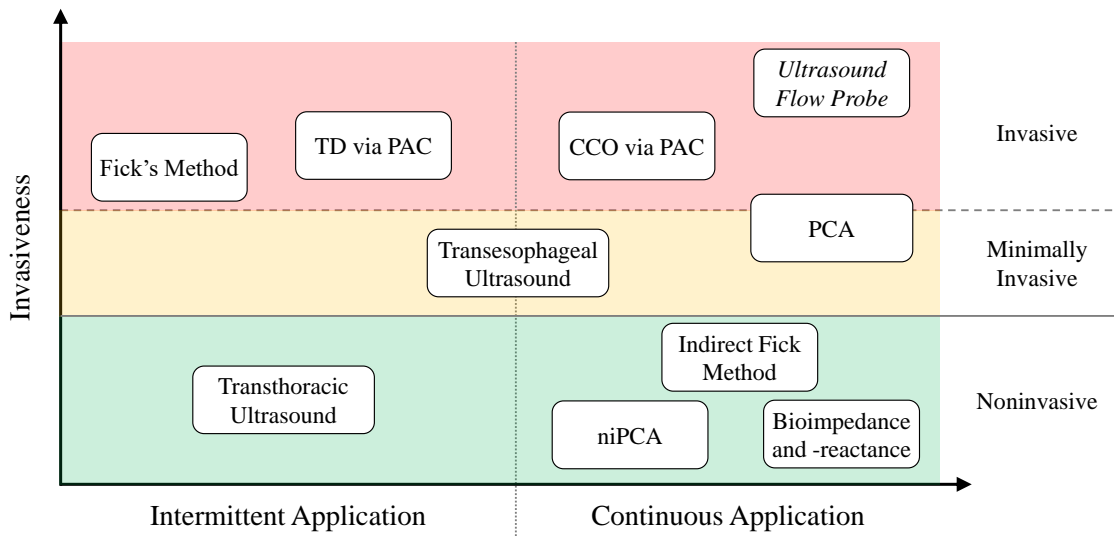 Invasiveness
Ultrasound
Flow Probe
TD via PAC
CCO via PAC
Fick's Method
Invasive
PCA
Transesophageal
Ultrasound
Minimally
Invasive
Indirect Fick
Method
Transthoracic
Ultrasound
niPCA
Bioimpedance
and -reactance
Noninvasive
Intermittent Application
Continuous Application